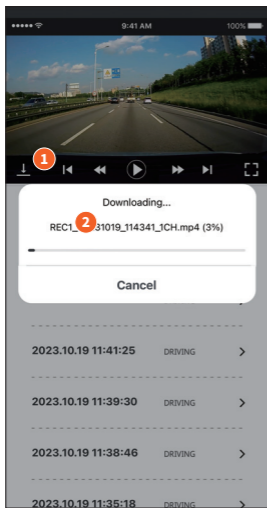 9:41 AM
100%
1
Downloading...
2
REC1_ 31019_114341_1CH.mp4 (3%)
Cancel
2023.10.19 11:41:25 DRIVING
2023.10.19 11:39:30 DRIVING
2023.10.19 11:38:46 DRIVING
2023.10.19 11:35:18 DRIVING